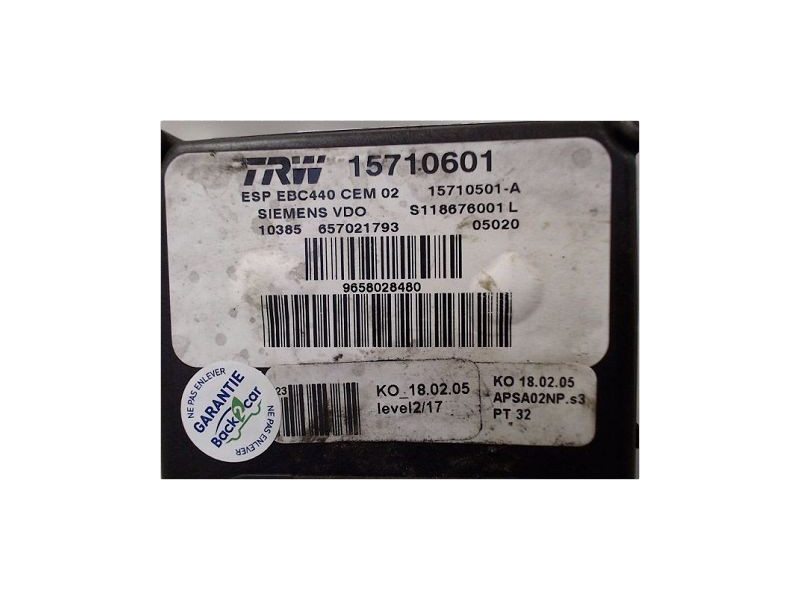 TRW 15710601
ESP EBC440 CEM 02 15710501-A
SIEMENS VDO S118676001 L
10385 657021793 05020
9658028480
NE PAS ENLEVER
GARANTIE
Back2car
NE PAS ENLEVER
23
KO_18.02.05
level2/17
KO 18.02.05
APSA02NP.s3
PT 32